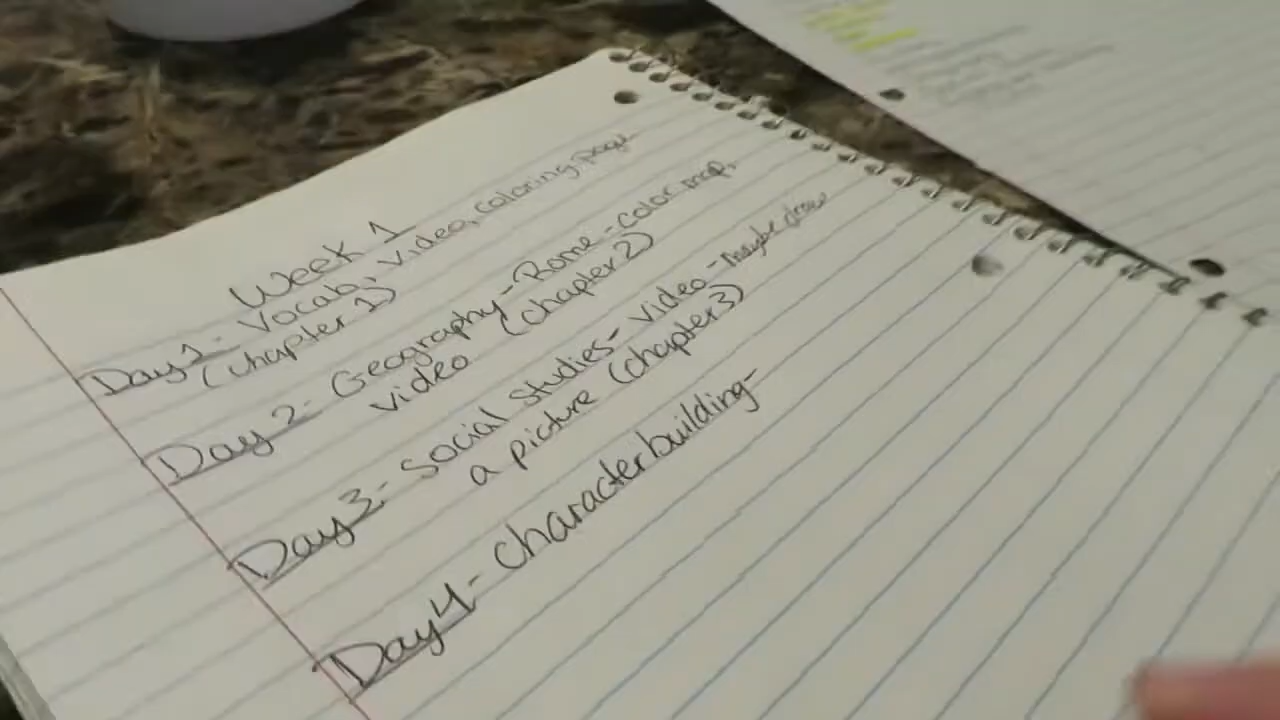 Week 1
Day 1- Vocab, Video, Coloring page
(chapter 1)
Day 2- Geography-Rome-color map,
video (chapter 2)
Day 3- Social Studies- video - maybe draw
a picture (chapter 3)
Day 4- Character building-